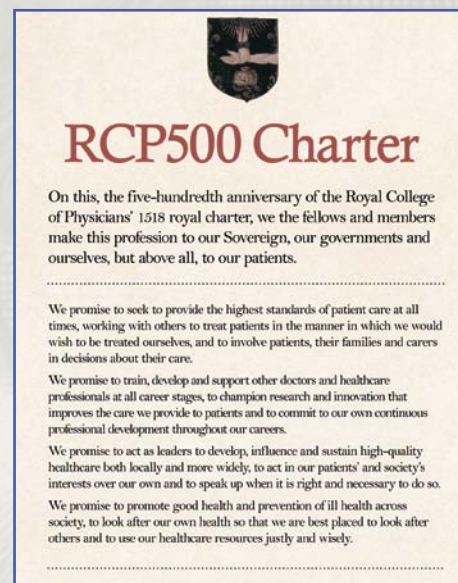 RCP500 Charter
On this, the five-hundredth anniversary of the Royal College
of Physicians' 1518 royal charter, we the fellows and members
make this profession to our Sovereign, our governments and
ourselves, but above all, to our patients.
We promise to seek to provide the highest standards of patient care at all
times, working with others to treat patients in the manner in which we would
wish to be treated ourselves, and to involve patients, their families and carers
in decisions about their care.
We promise to train, develop and support other doctors and healthcare
professionals at all career stages, to champion research and innovation that
improves the care we provide to patients and to commit to our own continuous
professional development throughout our careers.
We promise to act as leaders to develop, influence and sustain high-quality
healthcare both locally and more widely, to act in our patients' and society's
interests over our own and to speak up when it is right and necessary to do so.
We promise to promote good health and prevention of ill health across
society, to look after our own health so that we are best placed to look after
others and to use our healthcare resources justly and wisely.